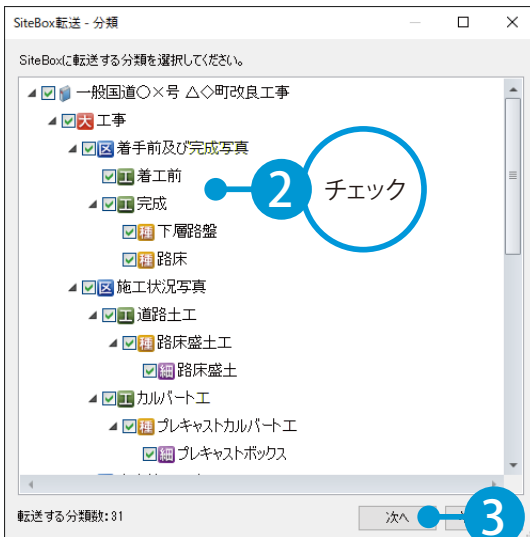 SiteBox転送 - 分類
SiteBoxに転送する分類を選択してください。
一般国道○×号 △◇町改良工事
大 工事
区 着手前及び完成写真
工 着工前
2 チェック
工 完成
種 下層路盤
種 路床
区 施工状況写真
工 道路土工
種 路床盛土工
細 路床盛土
工 カルバート工
種 プレキャストカルバート工
細 プレキャストボックス
転送する分類数: 31
次へ
3